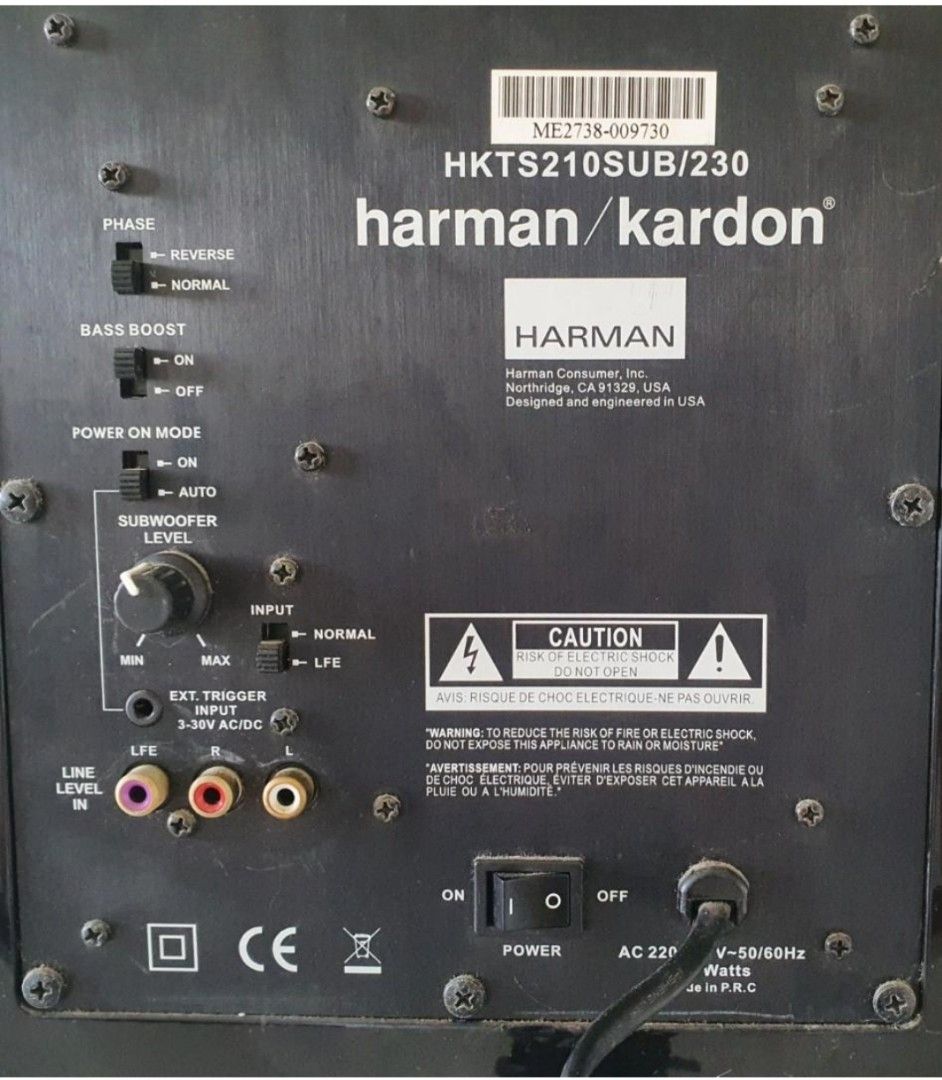 ME2738-009730
HKTS210SUB/230
harman/kardon®
HARMAN
Harman Consumer, Inc.
Northridge, CA 91329, USA
Designed and engineered in USA
PHASE
REVERSE
NORMAL
BASS BOOST
ON
OFF
POWER ON MODE
ON
AUTO
SUBWOOFER
LEVEL
MIN
MAX
INPUT
NORMAL
LFE
EXT. TRIGGER
INPUT
3-30V AC/DC
LFE
R
L
LINE
LEVEL
IN
CAUTION
RISK OF ELECTRIC SHOCK
DO NOT OPEN
AVIS: RISQUE DE CHOC ELECTRIQUE-NE PAS OUVRIR.
"WARNING: TO REDUCE THE RISK OF FIRE OR ELECTRIC SHOCK,
DO NOT EXPOSE THIS APPLIANCE TO RAIN OR MOISTURE"
"AVERTISSEMENT: POUR PRÉVENIR LES RISQUES D'INCENDIE OU
DE CHOC ÉLECTRIQUE, ÉVITER D'EXPOSER CET APPAREIL A LA
PLUIE OU A L'HUMIDITÉ."
ON
I O
OFF
POWER
CE
AC 220 V~50/60Hz
Watts
in P.R.C